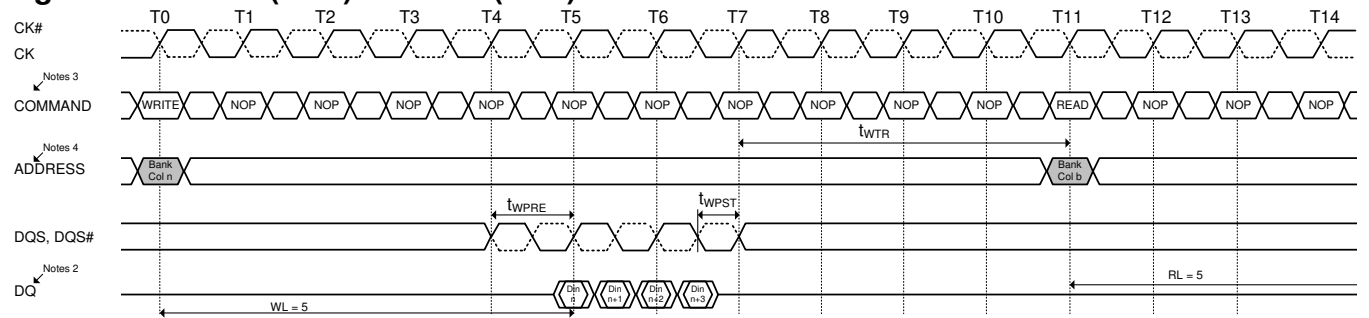 T0 T1 T2 T3 T4 T5 T6 T7 T8 T9 T10 T11 T12 T13 T14
CK#
CK
Notes 3
COMMAND WRITE NOP NOP NOP NOP NOP NOP NOP NOP NOP NOP READ NOP NOP NOP
tWTR
Notes 4
ADDRESS
Bank
Col n
Bank
Col b
tWPRE tWPST
DQS, DQS#
Notes 2
DQ
Din
n
Din
n+1
Din
n+2
Din
n+3
RL = 5
WL = 5